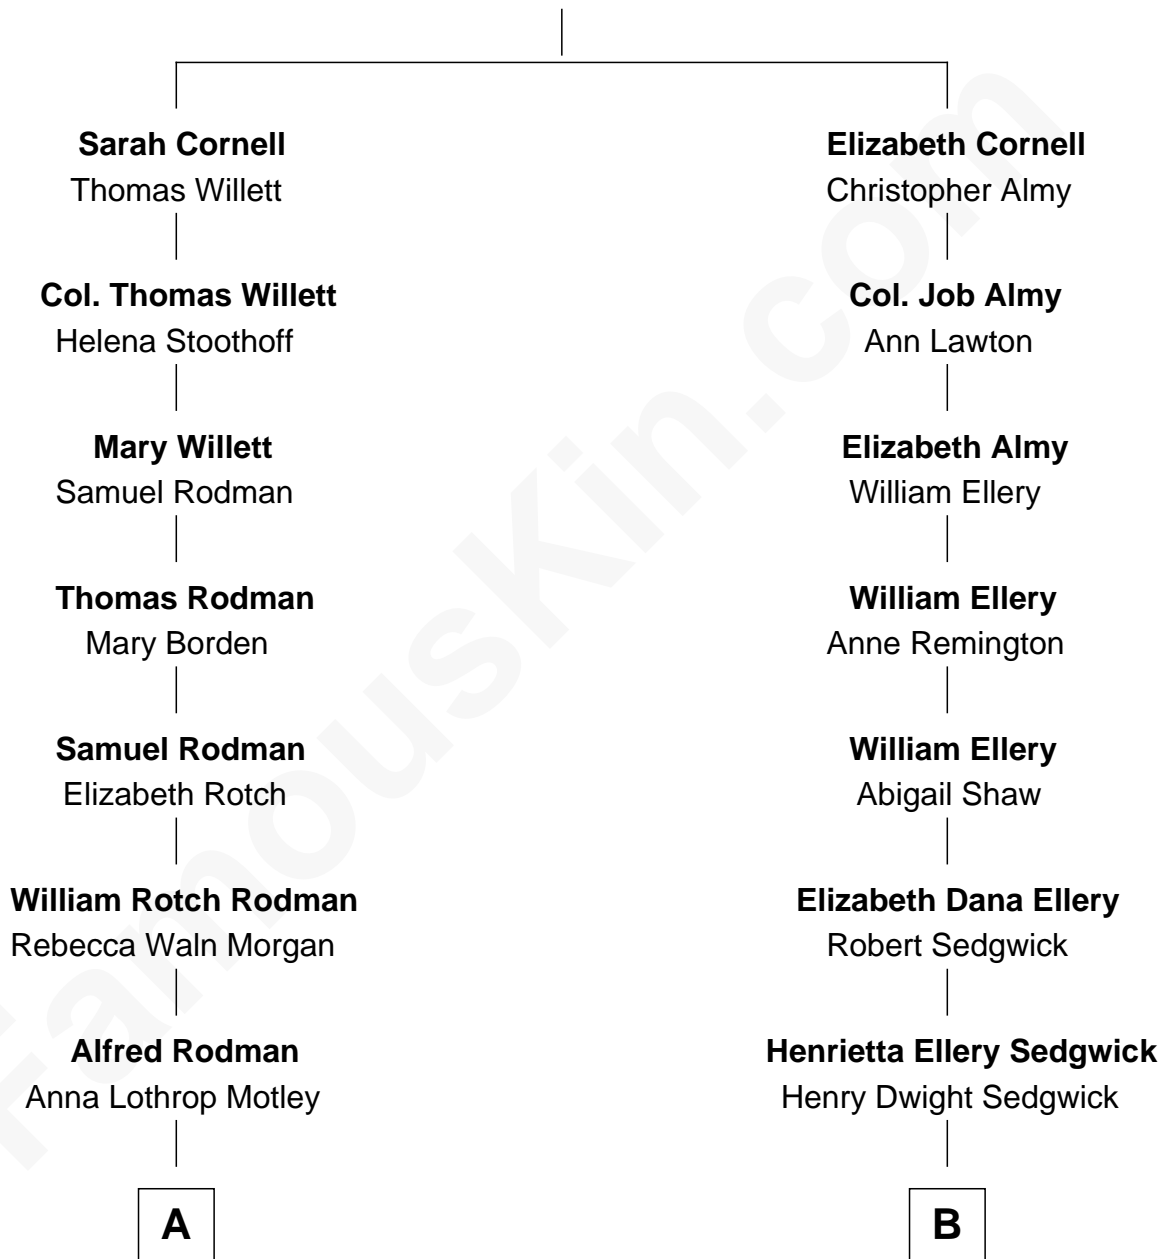 Sarah Cornell
Thomas Willett
Col. Thomas Willett
Helena Stoothoff
Mary Willett
Samuel Rodman
Thomas Rodman
Mary Borden
Samuel Rodman
Elizabeth Rotch
William Rotch Rodman
Rebecca Waln Morgan
Alfred Rodman
Anna Lothrop Motley
A
Elizabeth Cornell
Christopher Almy
Col. Job Almy
Ann Lawton
Elizabeth Almy
William Ellery
William Ellery
Anne Remington
William Ellery
Abigail Shaw
Elizabeth Dana Ellery
Robert Sedgwick
Henrietta Ellery Sedgwick
Henry Dwight Sedgwick
B
FamousKin.com